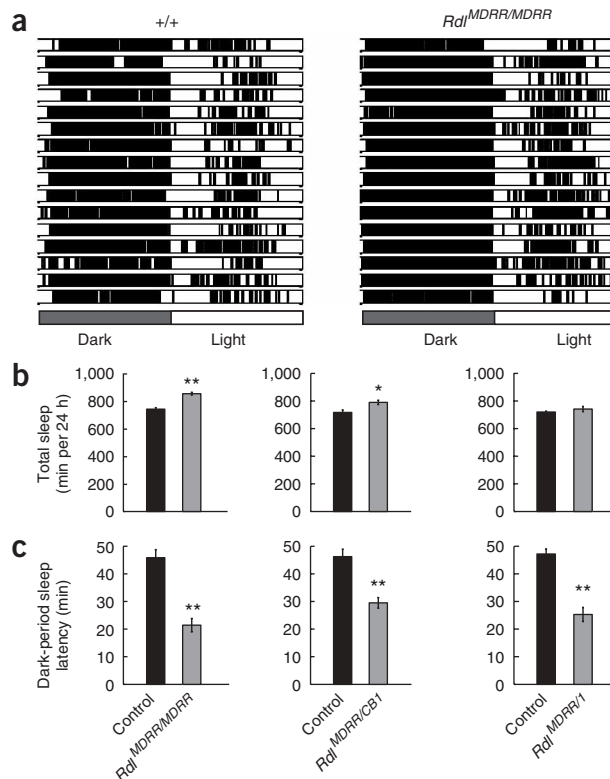 a
+/+
Rdl^MDRR/MDRR
Dark
Light
Dark
Light
b
Total sleep
(min per 24 h)
1,000
800
600
400
200
0
**
1,000
800
600
400
200
0
*
1,000
800
600
400
200
0
c
Dark-period sleep
latency (min)
50
40
30
20
10
0
**
50
40
30
20
10
0
**
50
40
30
20
10
0
**
Control
Rdl^MDRR/MDRR
Control
Rdl^MDRR/CB1
Control
Rdl^MDRR/1